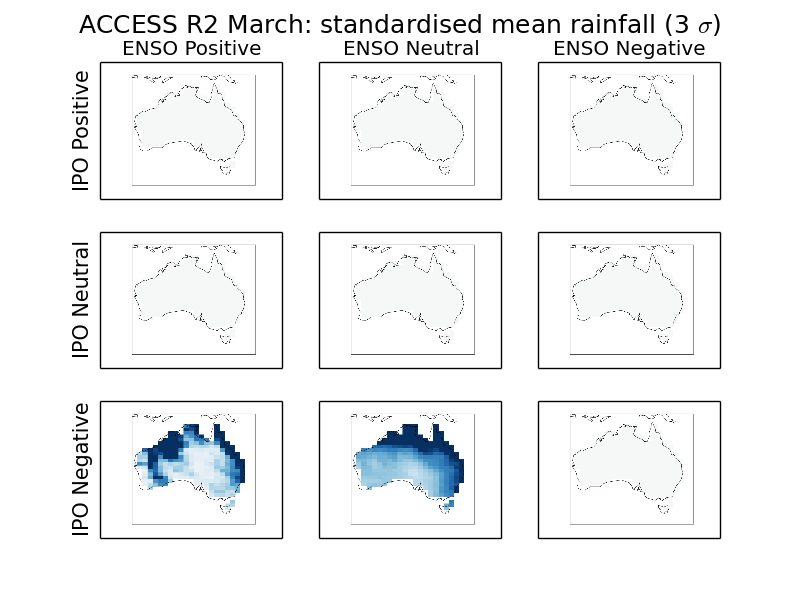 ACCESS R2 March: standardised mean rainfall (3 σ)
ENSO Positive
ENSO Neutral
ENSO Negative
IPO Positive
IPO Neutral
IPO Negative